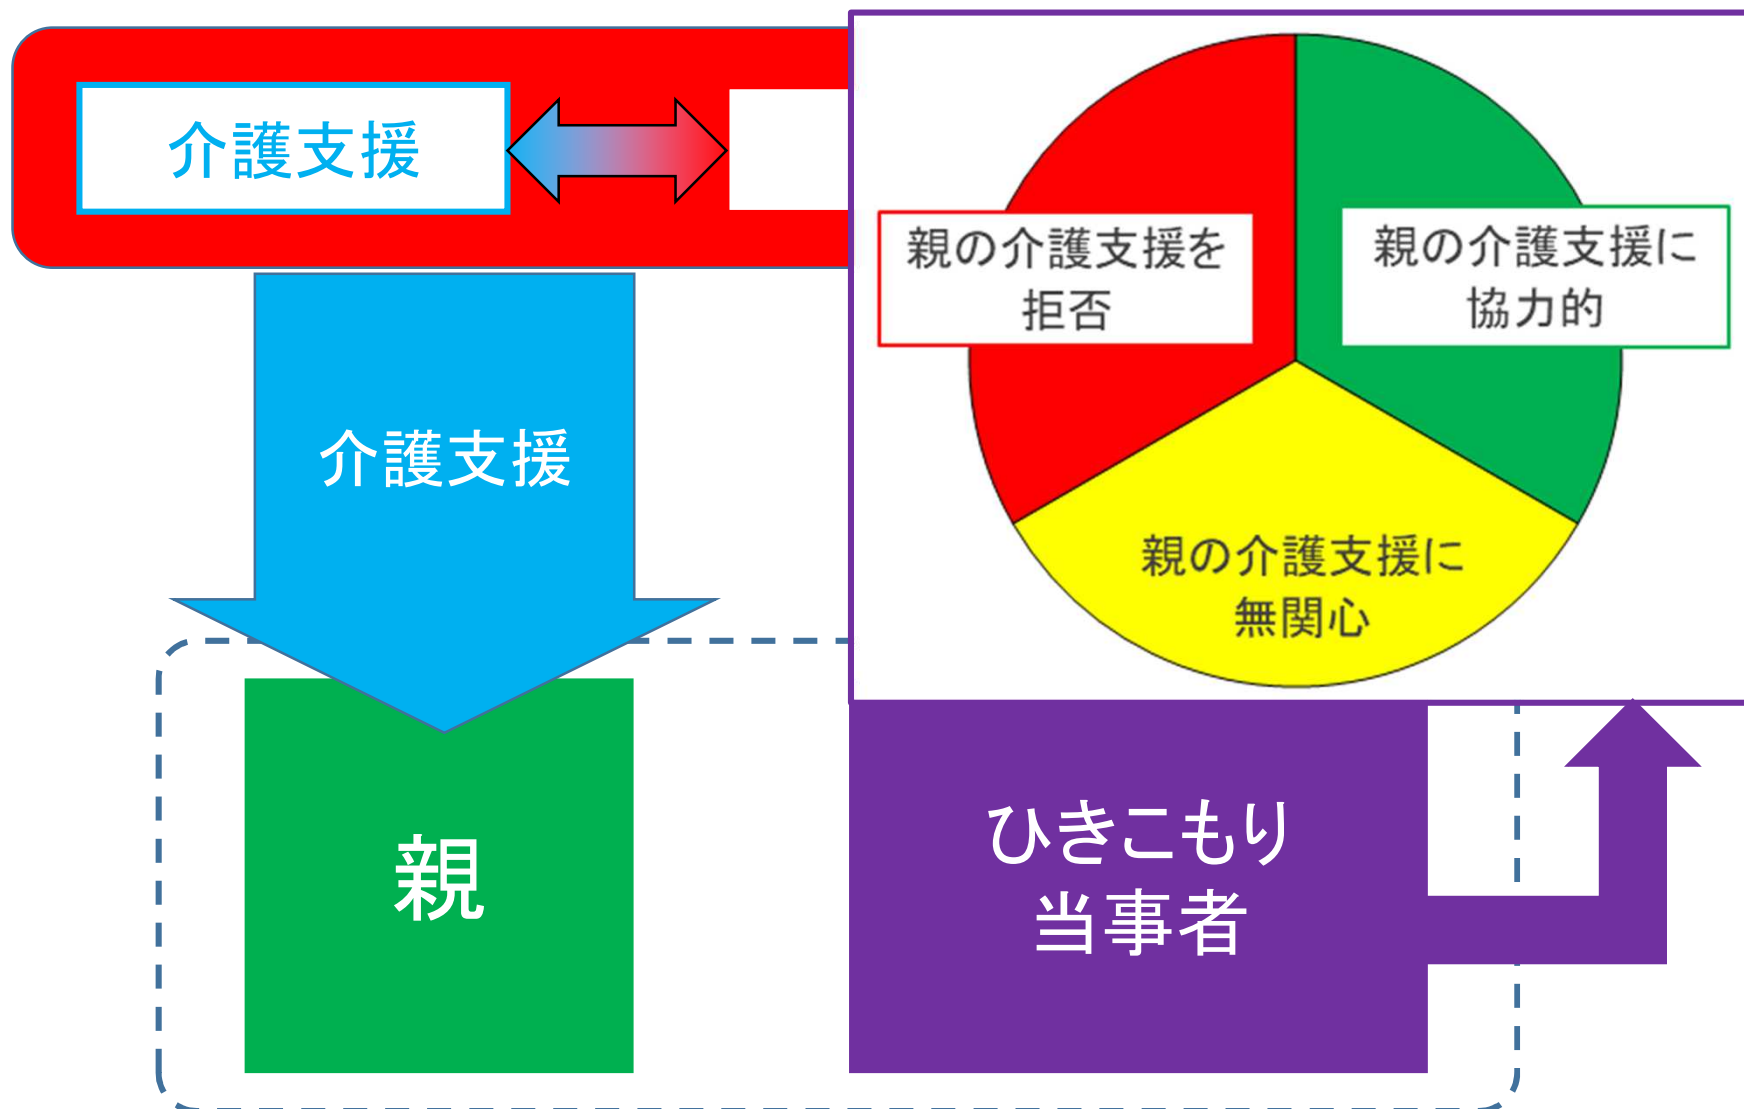 介護支援
親の介護支援を
拒否
親の介護支援に
協力的
親の介護支援に
無関心
介護支援
親
ひきこもり
当事者